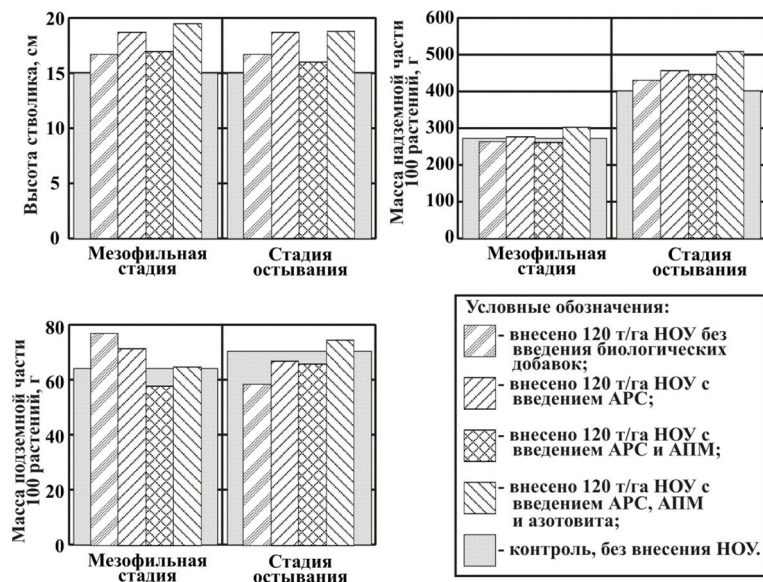 Высота стволика, см
20
15
10
5
0
Мезофильная
стадия
Стадия
остывания
Масса надземной части
100 растений, г
600
500
400
300
200
100
0
Мезофильная
стадия
Стадия
остывания
Масса подземной части
100 растений, г
80
60
40
20
0
Мезофильная
стадия
Стадия
остывания
Условные обозначения:
- внесено 120 т/га НОУ без
введения биологических
добавок;
- внесено 120 т/га НОУ с
введением АРС;
- внесено 120 т/га НОУ с
введением АРС и АПМ;
- внесено 120 т/га НОУ с
введением АРС, АПМ
и азотовита;
- контроль, без внесения НОУ.